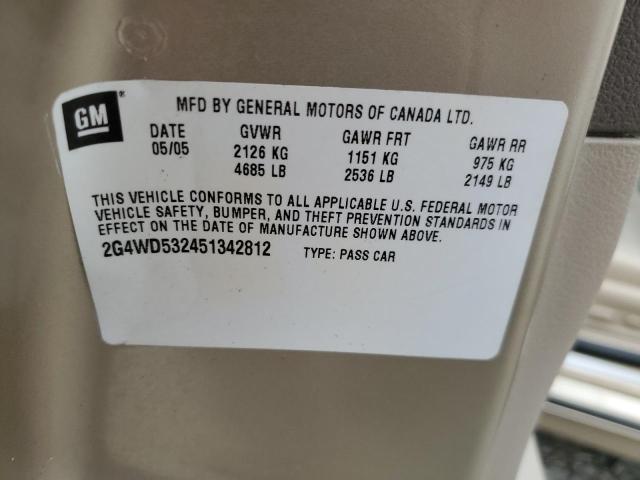 GM
MFD BY GENERAL MOTORS OF CANADA LTD.
DATE GVWR GAWR FRT GAWR RR
05/05 2126 KG 1151 KG 975 KG
4685 LB 2536 LB 2149 LB
THIS VEHICLE CONFORMS TO ALL APPLICABLE U.S. FEDERAL MOTOR
VEHICLE SAFETY, BUMPER, AND THEFT PREVENTION STANDARDS IN
EFFECT ON THE DATE OF MANUFACTURE SHOWN ABOVE.
2G4WD532451342812 TYPE: PASS CAR